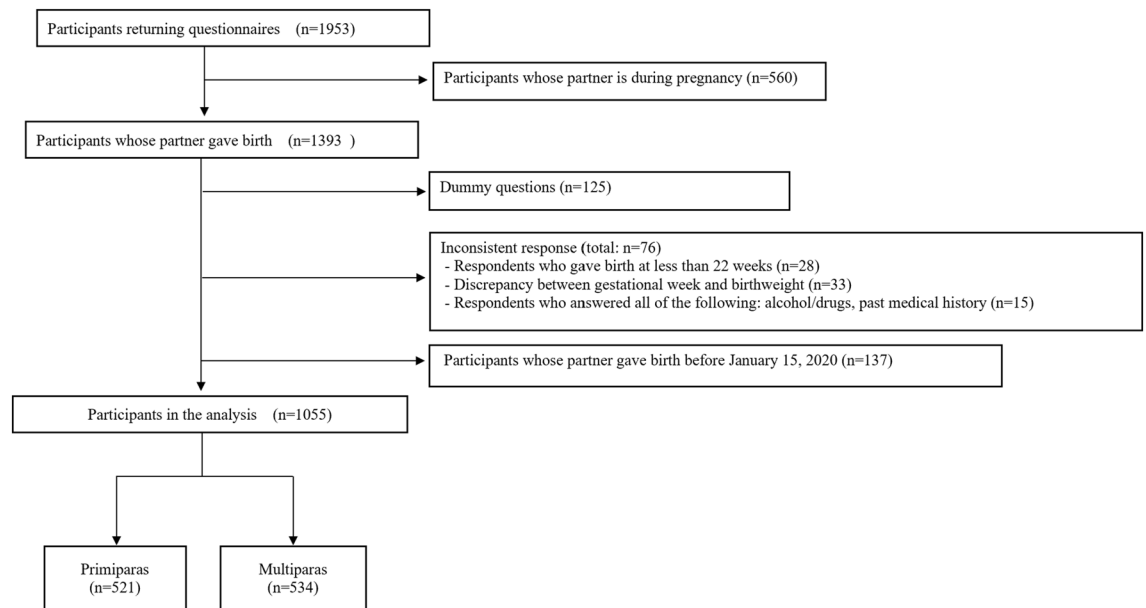 Participants returning questionnaires (n=1953)
Participants whose partner is during pregnancy (n=560)
Participants whose partner gave birth (n=1393 )
Dummy questions (n=125)
Inconsistent response (total: n=76)
- Respondents who gave birth at less than 22 weeks (n=28)
- Discrepancy between gestational week and birthweight (n=33)
- Respondents who answered all of the following: alcohol/drugs, past medical history (n=15)
Participants whose partner gave birth before January 15, 2020 (n=137)
Participants in the analysis (n=1055)
Primiparas
(n=521)
Multiparas
(n=534)